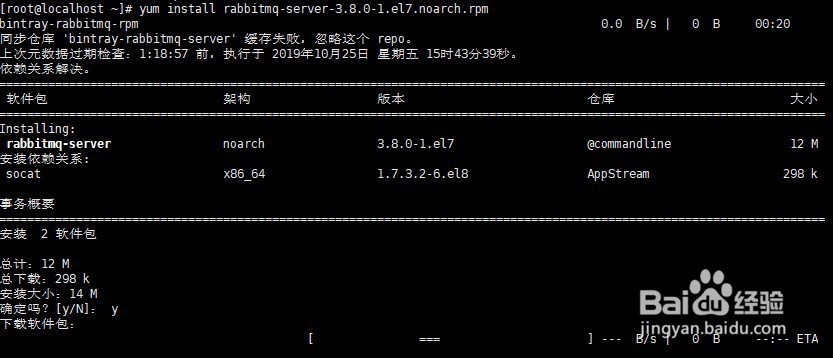 [root@localhost ~]# yum install rabbitmq-server-3.8.0-1.el7.noarch.rpm
bintray-rabbitmq-rpm 0.0 B/s | 0 B 00:20
同步仓库 'bintray-rabbitmq-server' 缓存失败，忽略这个 repo。
上次元数据过期检查：1:18:57 前，执行于 2019年10月25日 星期五 15时43分39秒。
依赖关系解决。
软件包 架构 版本 仓库 大小
Installing:
rabbitmq-server noarch 3.8.0-1.el7 @commandline 12 M
安装依赖关系:
socat x86_64 1.7.3.2-6.el8 AppStream 298 k
事务概要
安装 2 软件包
总计：12 M
总下载：298 k
安装大小：14 M
确定吗？[y/N]： y
下载软件包：
[ === ] --- B/s | 0 B --:-- ETA
Baidu 经验
jingyan.baidu.com